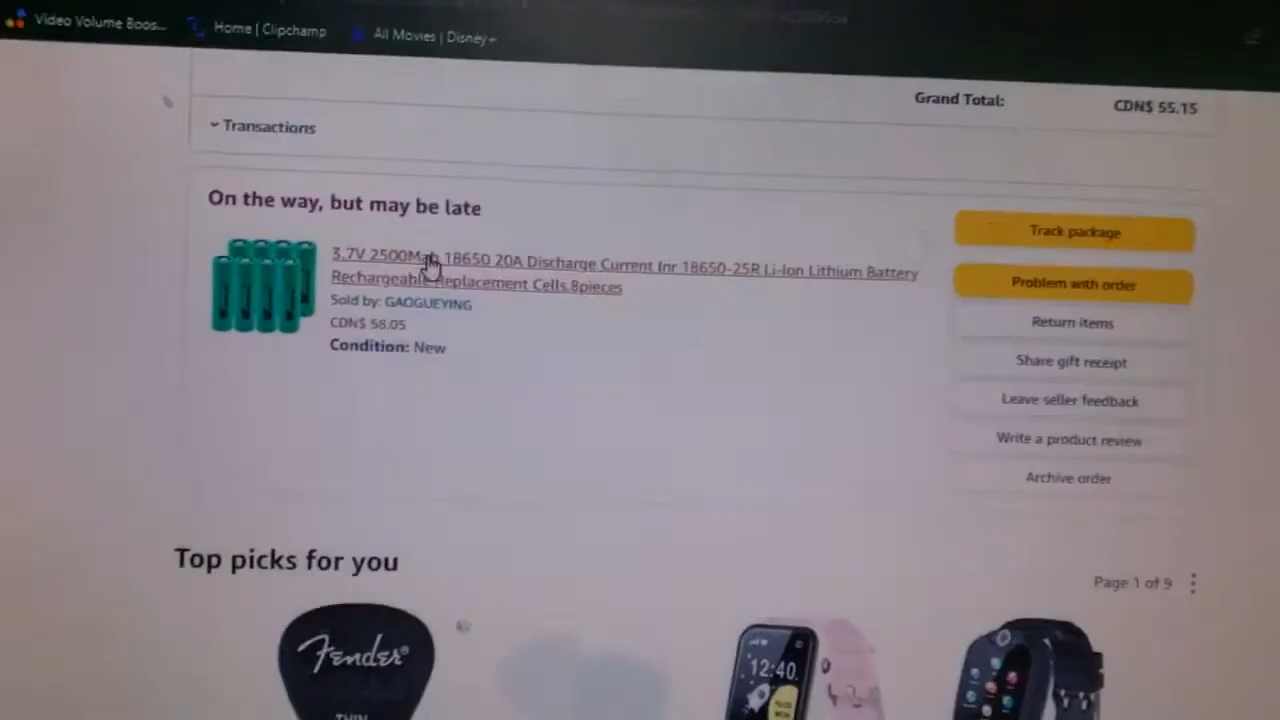 Video Volume Boos...
Home | Clipchamp
All Movies | Disney+
Grand Total:
CDN$ 55.15
Transactions
On the way, but may be late
3.7V 2500Mah 18650 20A Discharge Current Inr 18650-25R Li-Ion Lithium Battery
Rechargeable Replacement Cells 8pieces
Sold by: GAOGUEYING
CDN$ 58.05
Condition: New
Track package
Problem with order
Return items
Share gift receipt
Leave seller feedback
Write a product review
Archive order
Top picks for you
Page 1 of 9
Fender
THIN
12:40